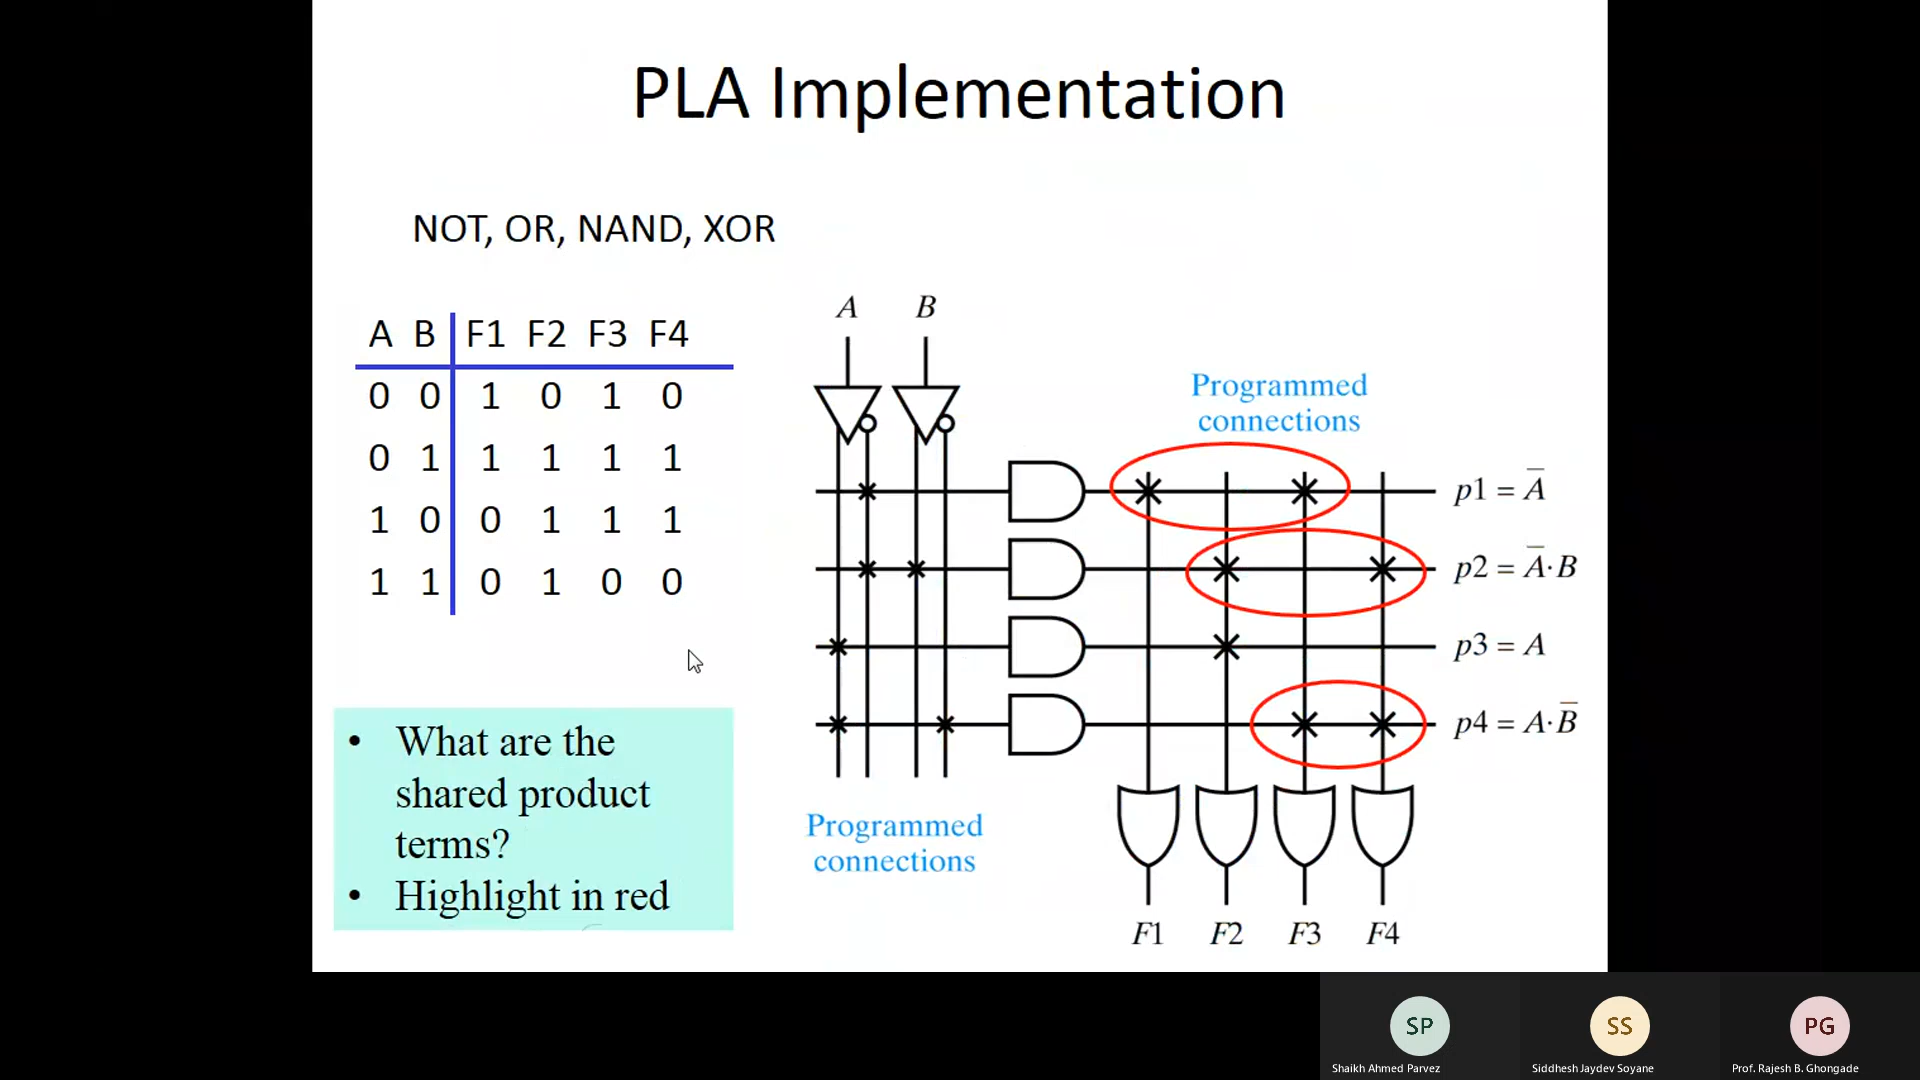 PLA Implementation
NOT, OR, NAND, XOR
A B F1 F2 F3 F4
0 0 1 0 1 0
0 1 1 1 1 1
1 0 0 1 1 1
1 1 0 1 0 0
• What are the
shared product
terms?
• Highlight in red
A B
Programmed
connections
p1 = A̅
p2 = A̅·B
p3 = A
p4 = A·B̅
Programmed
connections
F1 F2 F3 F4
SP
Shaikh Ahmed Parvez
SS
Siddhesh Jaydev Soyane
PG
Prof. Rajesh B. Ghongade